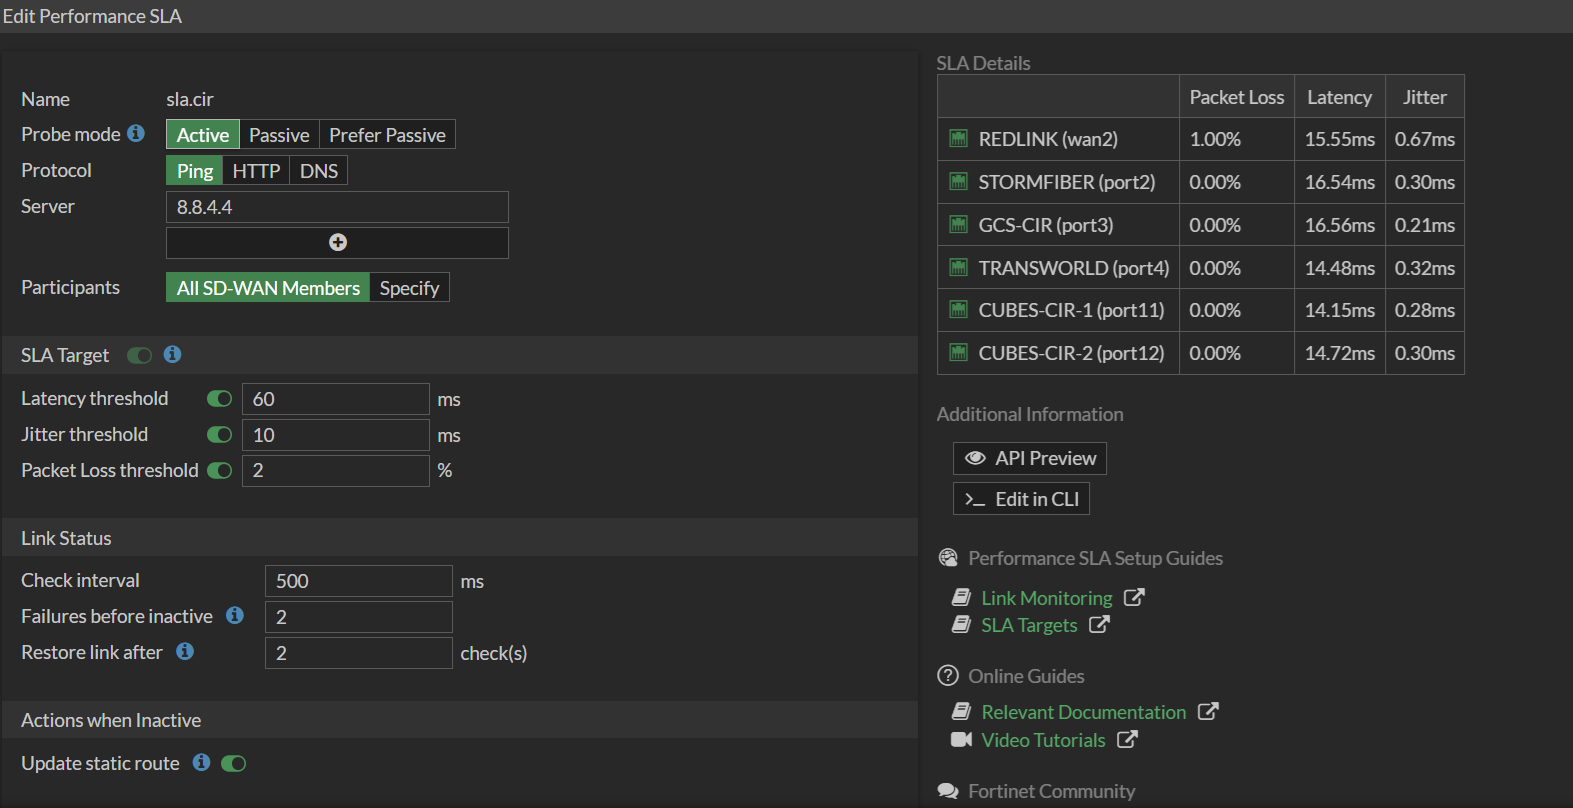 Edit Performance SLA
Name sla.cir
Probe mode Active Passive Prefer Passive
Protocol Ping HTTP DNS
Server 8.8.4.4
Participants All SD-WAN Members Specify
SLA Target
Latency threshold 60 ms
Jitter threshold 10 ms
Packet Loss threshold 2 %
Link Status
Check interval 500 ms
Failures before inactive 2
Restore link after 2 check(s)
Actions when Inactive
Update static route
SLA Details
Packet Loss Latency Jitter
REDLINK (wan2) 1.00% 15.55ms 0.67ms
STORMFIBER (port2) 0.00% 16.54ms 0.30ms
GCS-CIR (port3) 0.00% 16.56ms 0.21ms
TRANSWORLD (port4) 0.00% 14.48ms 0.32ms
CUBES-CIR-1 (port11) 0.00% 14.15ms 0.28ms
CUBES-CIR-2 (port12) 0.00% 14.72ms 0.30ms
Additional Information
API Preview
>_ Edit in CLI
Performance SLA Setup Guides
Link Monitoring
SLA Targets
Online Guides
Relevant Documentation
Video Tutorials
Fortinet Community